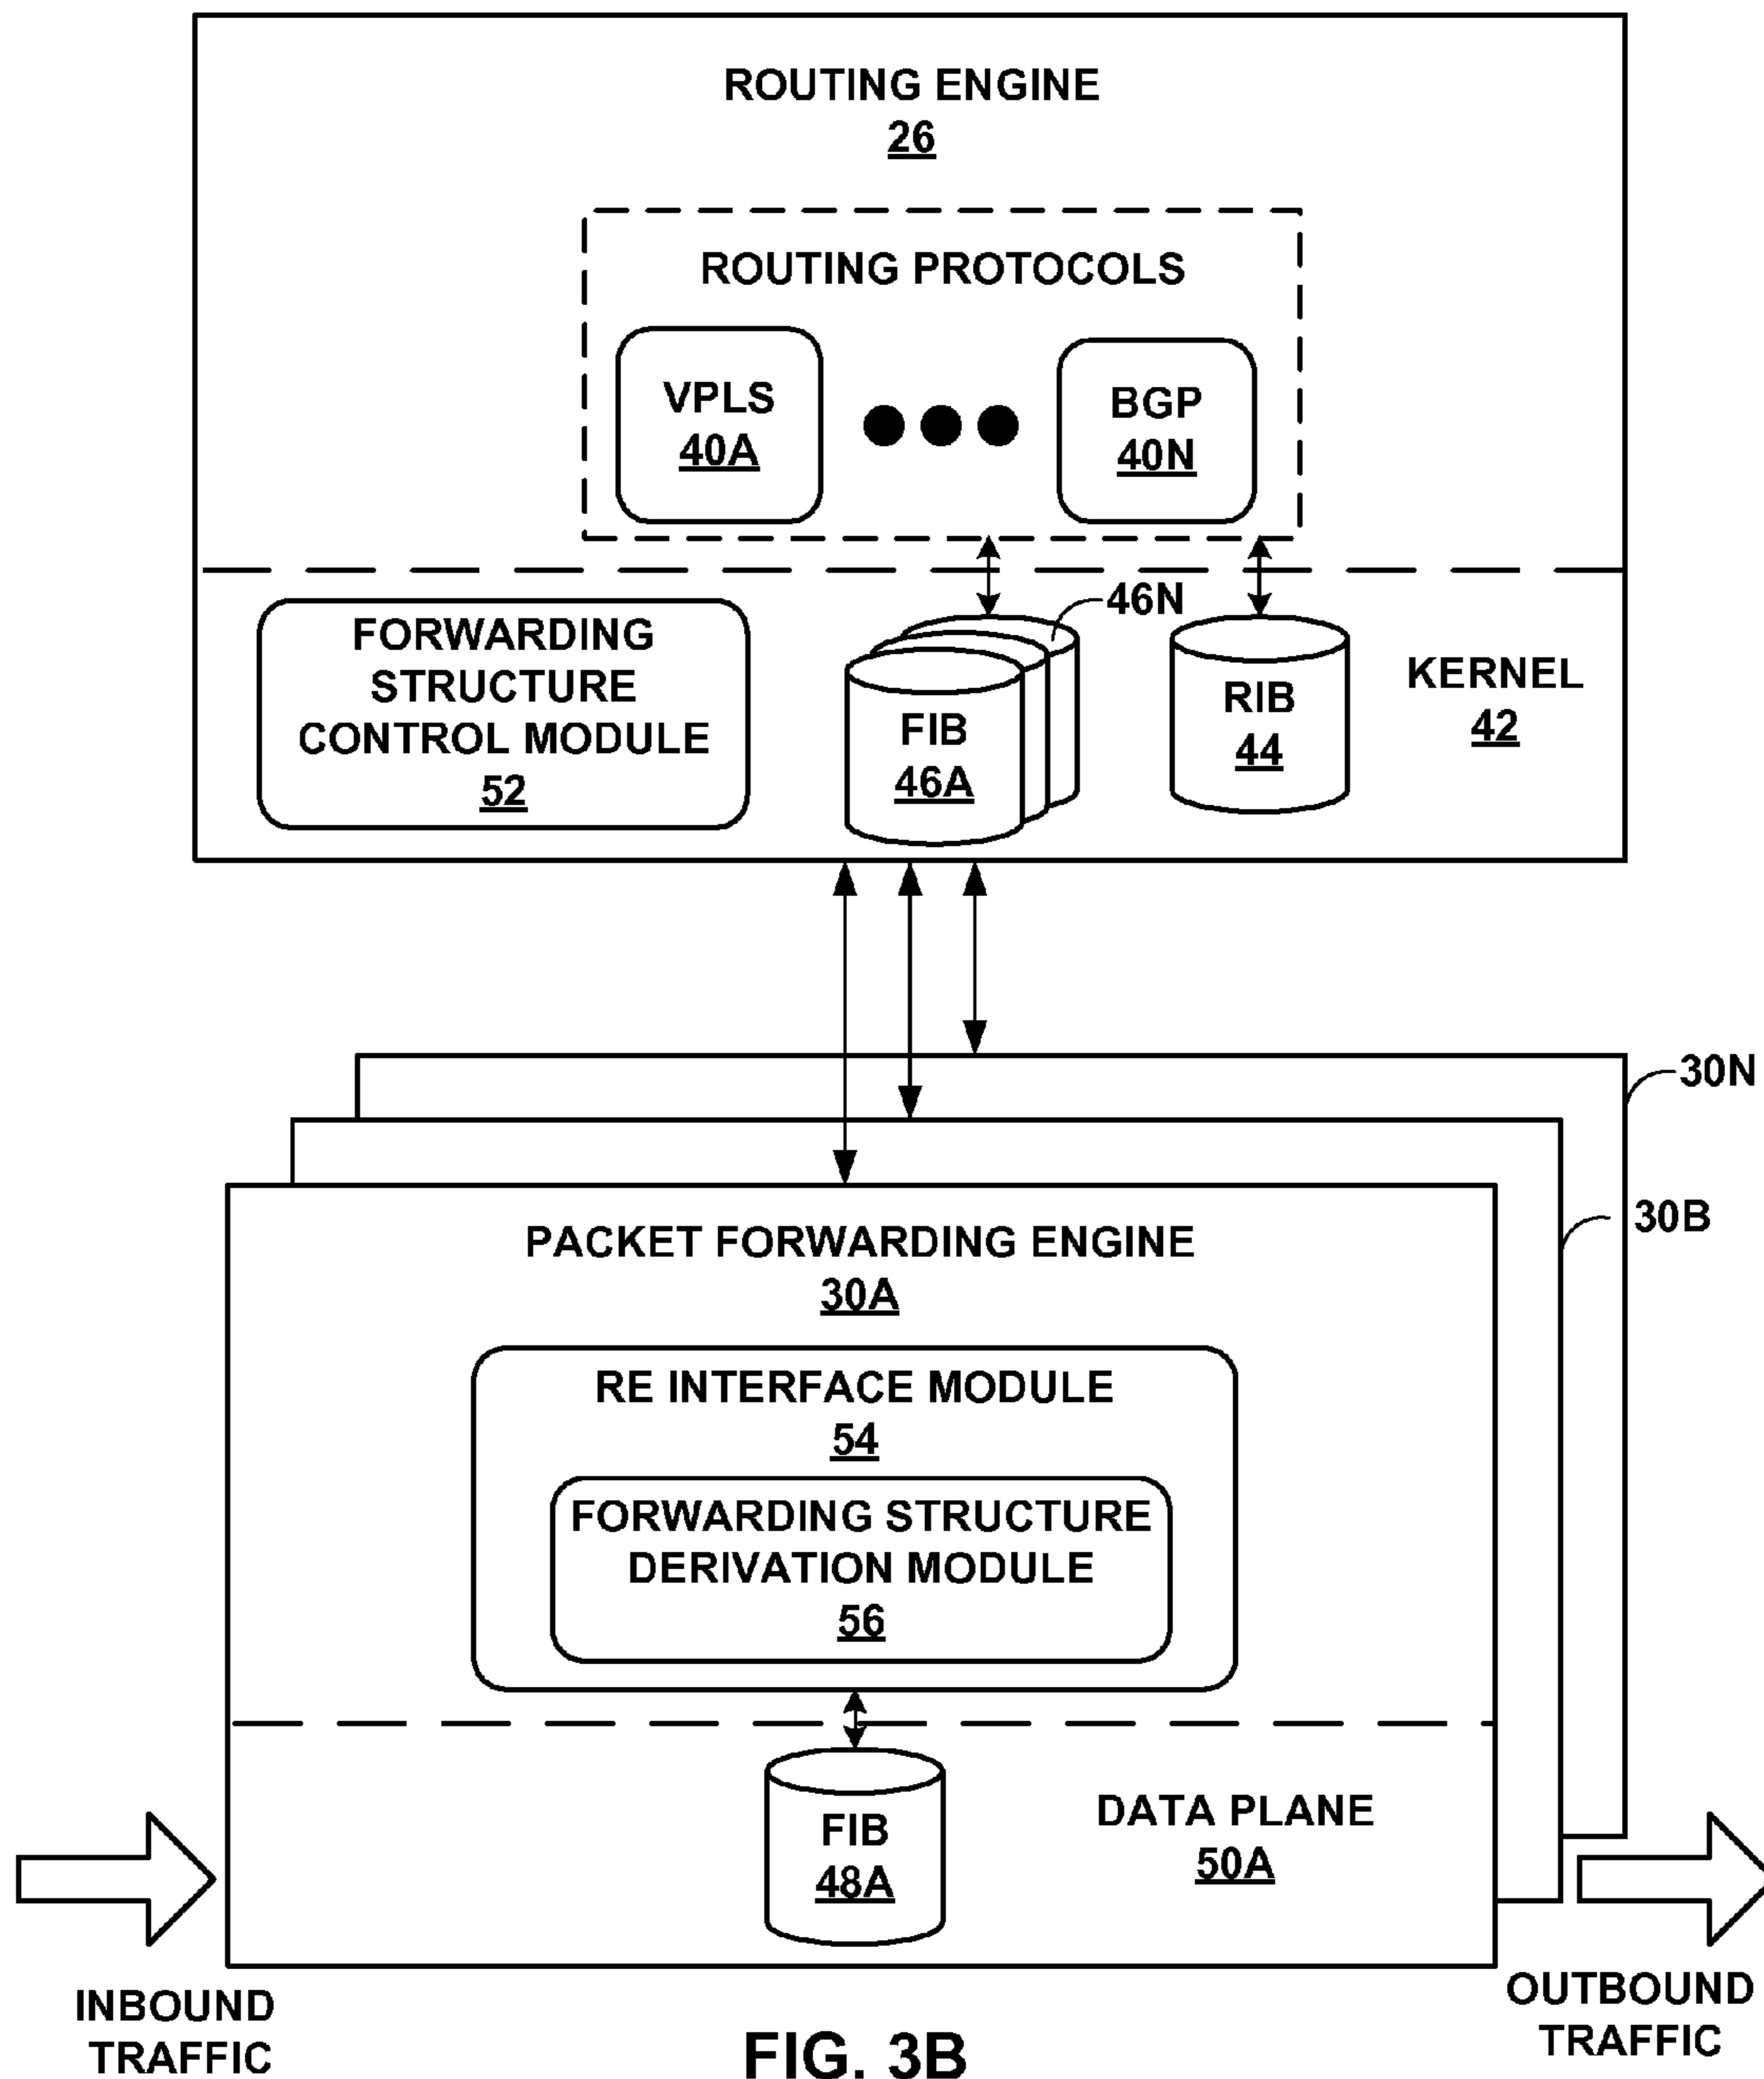 ROUTING ENGINE
26
ROUTING PROTOCOLS
VPLS
40A
BGP
40N
46N
FORWARDING
STRUCTURE
CONTROL MODULE
52
FIB
46A
RIB
44
KERNEL
42
30N
30B
PACKET FORWARDING ENGINE
30A
RE INTERFACE MODULE
54
FORWARDING STRUCTURE
DERIVATION MODULE
56
FIB
48A
DATA PLANE
50A
INBOUND
TRAFFIC
OUTBOUND
TRAFFIC
FIG. 3B